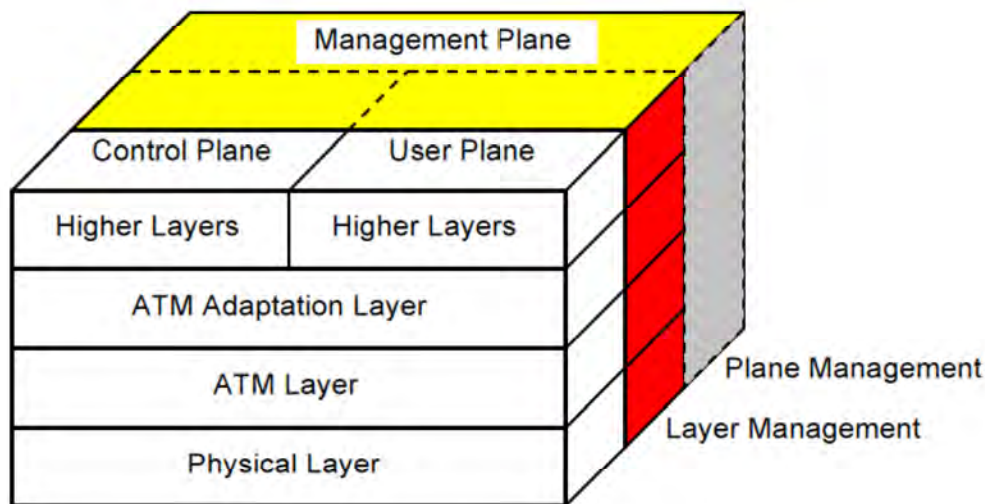 Management Plane
Control Plane
User Plane
Higher Layers
Higher Layers
ATM Adaptation Layer
ATM Layer
Plane Management
Layer Management
Physical Layer